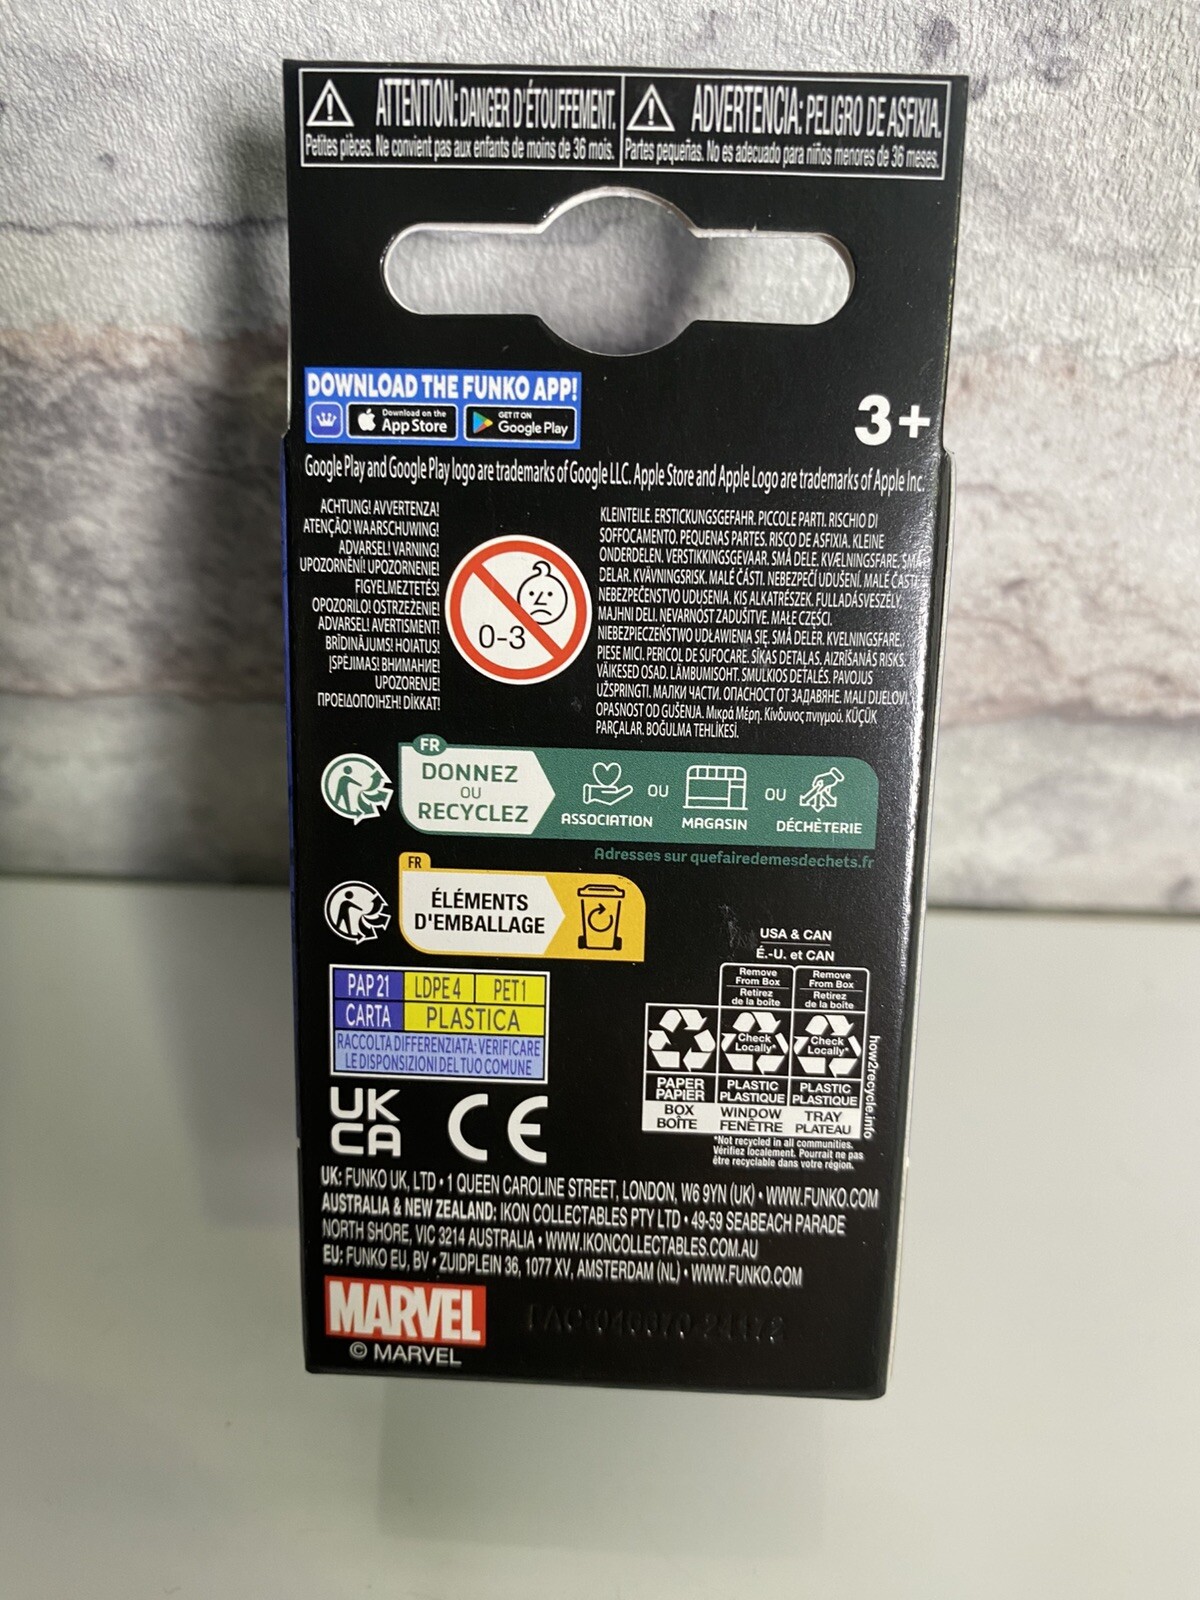 ATTENTION: DANGER D'ÉTOUFFEMENT.
Petites pièces. Ne convient pas aux enfants de moins de 36 mois.
ADVERTENCIA: PELIGRO DE ASFIXIA.
Partes pequeñas. No es adecuado para niños menores de 36 meses.
DOWNLOAD THE FUNKO APP!
Download on the
App Store
GET IT ON
Google Play
3+
Google Play and Google Play logo are trademarks of Google LLC. Apple Store and Apple Logo are trademarks of Apple Inc.
ACHTUNG! AVVERTENZA!
ATENÇÃO! WAARSCHUWING!
ADVARSEL! VARNING!
UPOZORNĚNÍ! UPOZORNENIE!
FIGYELMEZTETÉS!
OPOZORILO! OSTRZEŻENIE!
ADVARSEL! AVERTISMENT!
BRĪDINĀJUMS! HOIATUS!
ĮSPĖJIMAS! ВНИМАНИЕ!
UPOZORENJE!
ΠΡΟΕΙΔΟΠΟΙΗΣΗ! DİKKAT!
0-3
KLEINTEILE. ERSTICKUNGSGEFAHR. PICCOLE PARTI. RISCHIO DI
SOFFOCAMENTO. PEQUENAS PARTES. RISCO DE ASFIXIA. KLEINE
ONDERDELEN. VERSTIKKINGSGEVAAR. SMÅ DELE. KVÆLNINGSFARE. SMÅ
DELAR. KVÄVNINGSRISK. MALÉ ČÁSTI. NEBEZPEČÍ UDUŠENÍ. MALÉ ČASTI.
NEBEZPEČENSTVO UDUSENIA. KIS ALKATRÉSZEK. FULLADÁSVESZÉLY.
MAJHNI DELI. NEVARNOST ZADUŠITVE. MAŁE CZĘŚCI.
NIEBEZPIECZEŃSTWO UDŁAWIENIA SIĘ. SMÅ DELER. KVELNINGSFARE.
PIESE MICI. PERICOL DE SUFOCARE. SĪKAS DETAĻAS. AIZRĪŠANĀS RISKS.
VÄIKESED OSAD. LÄMBUMISOHT. SMULKIOS DETALĖS. PAVOJUS
UŽSPRINGTI. МАЛКИ ЧАСТИ. ОПАСНОСТ ОТ ЗАДАВЯНЕ. MALI DIJELOVI.
OPASNOST OD GUŠENJA. Μικρά Μέρη. Κίνδυνος πνιγμού. KÜÇÜK
PARÇALAR. BOĞULMA TEHLİKESİ.
FR
DONNEZ
OU
RECYCLEZ
ASSOCIATION
OU
MAGASIN
OU
DÉCHÈTERIE
Adresses sur quefairedemesdechets.fr
FR
ÉLÉMENTS
D'EMBALLAGE
PAP 21 LDPE 4 PET 1
CARTA PLASTICA
RACCOLTA DIFFERENZIATA: VERIFICARE
LE DISPONSIZIONI DEL TUO COMUNE
USA & CAN
É.-U. et CAN
Remove
From Box
Retirez
de la boîte
Remove
From Box
Retirez
de la boîte
Check
Locally*
Check
Locally*
PAPER
PAPIER
BOX
BOÎTE
PLASTIC
PLASTIQUE
WINDOW
FENÊTRE
PLASTIC
PLASTIQUE
TRAY
PLATEAU
how2recycle.info
*Not recycled in all communities.
Vérifiez localement. Pourrait ne pas
être recyclable dans votre région.
UK
CA
CE
UK: FUNKO UK, LTD • 1 QUEEN CAROLINE STREET, LONDON, W6 9YN (UK) • WWW.FUNKO.COM
AUSTRALIA & NEW ZEALAND: IKON COLLECTABLES PTY LTD • 49-59 SEABEACH PARADE
NORTH SHORE, VIC 3214 AUSTRALIA • WWW.IKONCOLLECTABLES.COM.AU
EU: FUNKO EU, BV • ZUIDPLEIN 36, 1077 XV, AMSTERDAM (NL) • WWW.FUNKO.COM
MARVEL
© MARVEL